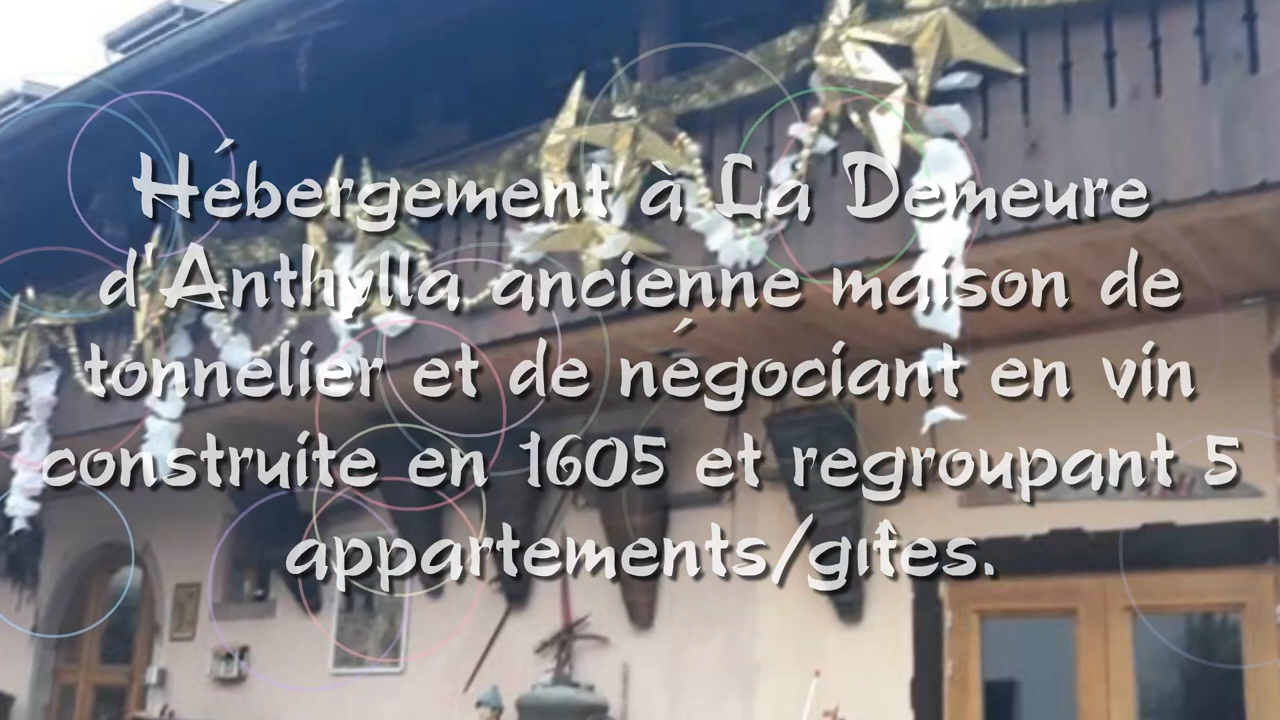 Hébergement à La Demeure
d'Anthylla ancienne maison de
tonnelier et de négociant en vin
construite en 1605 et regroupant 5
appartements/gîtes.